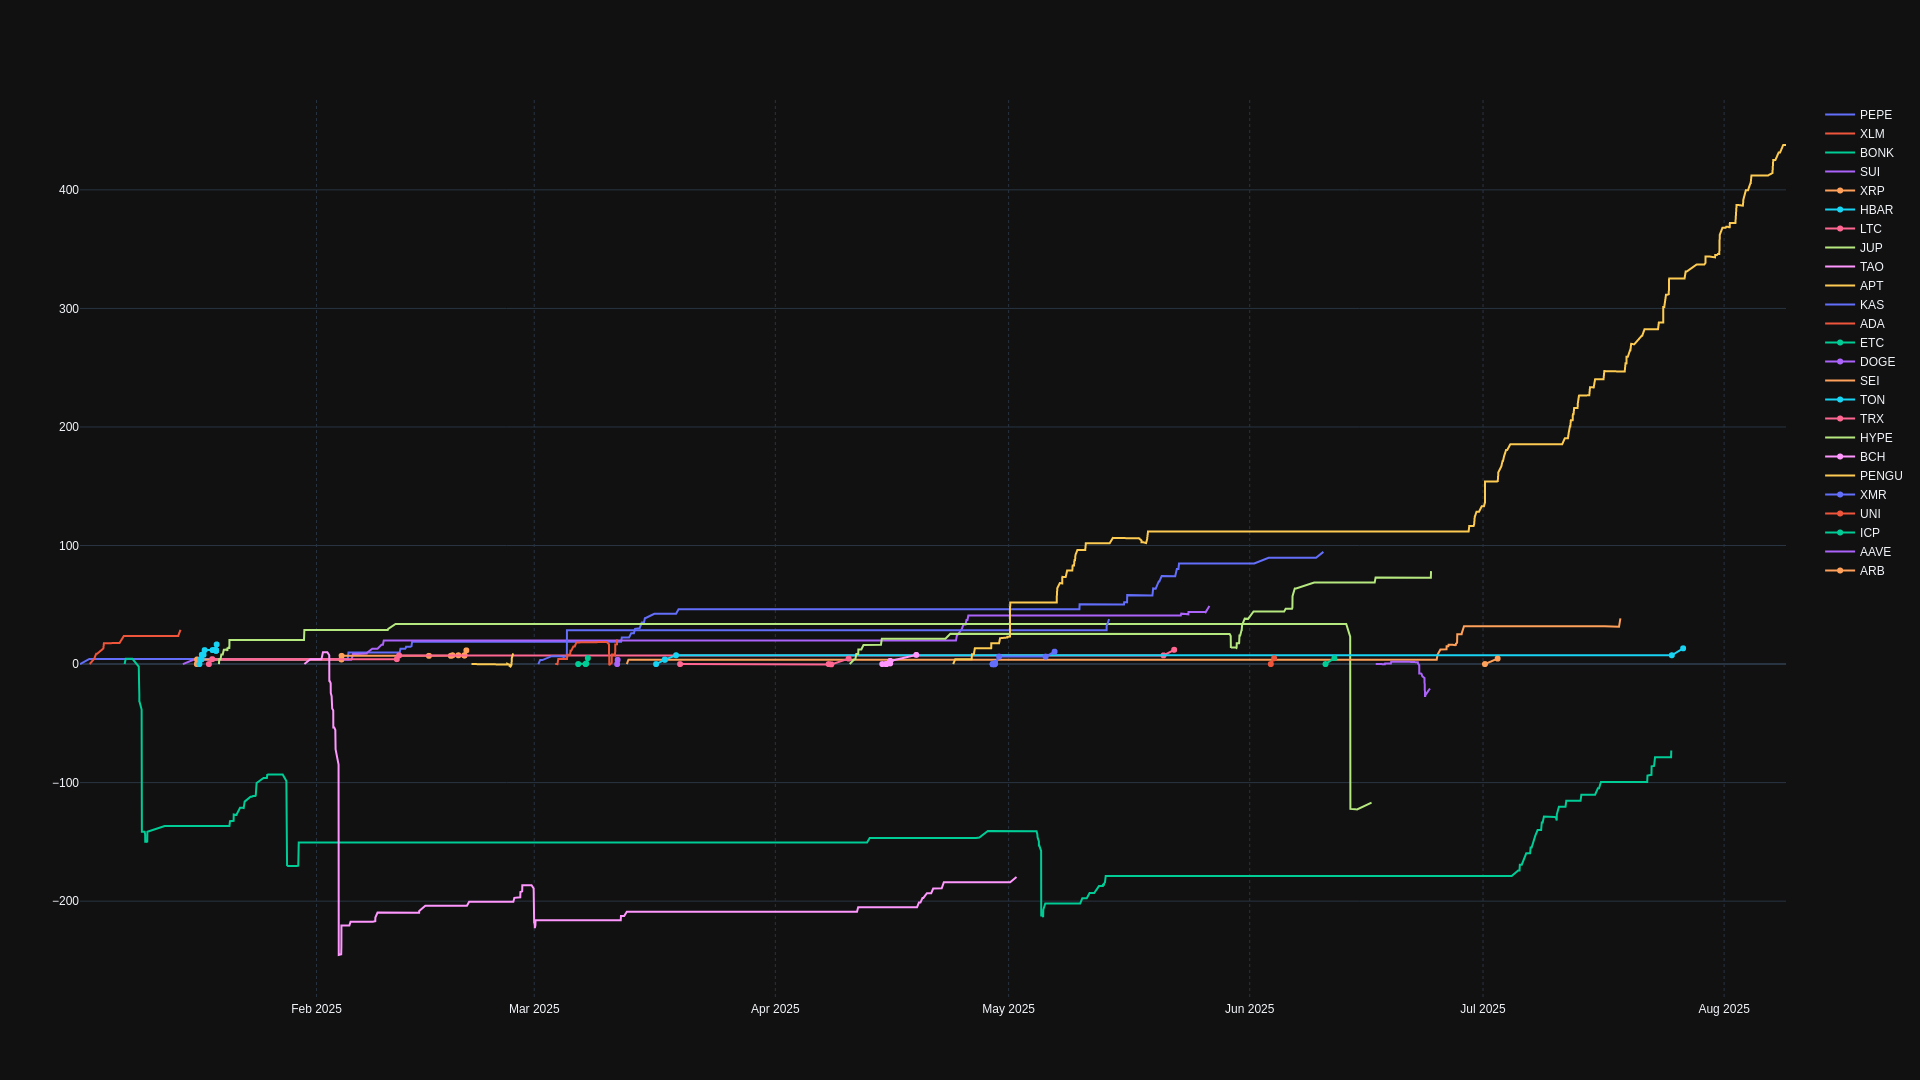 400
300
200
100
0
−100
−200
Feb 2025
Mar 2025
Apr 2025
May 2025
Jun 2025
Jul 2025
Aug 2025
PEPE
XLM
BONK
SUI
XRP
HBAR
LTC
JUP
TAO
APT
KAS
ADA
ETC
DOGE
SEI
TON
TRX
HYPE
BCH
PENGU
XMR
UNI
ICP
AAVE
ARB